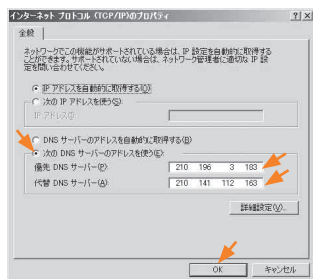 インターネット プロトコル (TCP/IP)のプロパティ
全般
ネットワークでこの機能がサポートされている場合は、IP 設定を自動的に取得する
ことができます。サポートされていない場合は、ネットワーク管理者に適切な IP 設
定を問い合わせてください。
IP アドレスを自動的に取得する(O)
次の IP アドレスを使う(S):
IP アドレス(I):
DNS サーバーのアドレスを自動的に取得する(B)
次の DNS サーバーのアドレスを使う(E):
優先 DNS サーバー(P): 210 196 3 183
代替 DNS サーバー(A): 210 141 112 163
詳細設定(V)...
OK キャンセル